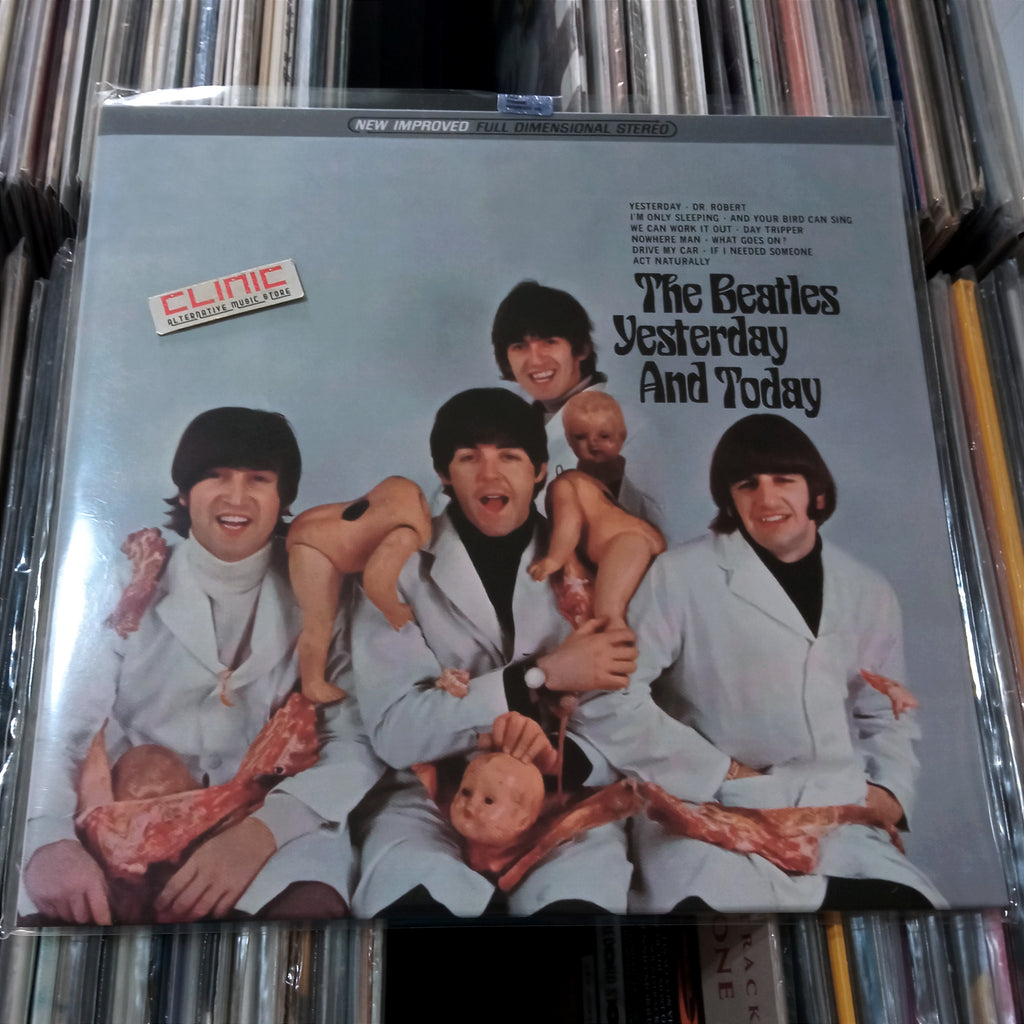 NEW IMPROVED FULL DIMENSIONAL STEREO
YESTERDAY · DR. ROBERT
I'M ONLY SLEEPING · AND YOUR BIRD CAN SING
WE CAN WORK IT OUT · DAY TRIPPER
NOWHERE MAN · WHAT GOES ON?
DRIVE MY CAR · IF I NEEDED SOMEONE
ACT NATURALLY
CLINIC
ALTERNATIVE MUSIC STORE
The Beatles
Yesterday
And Today